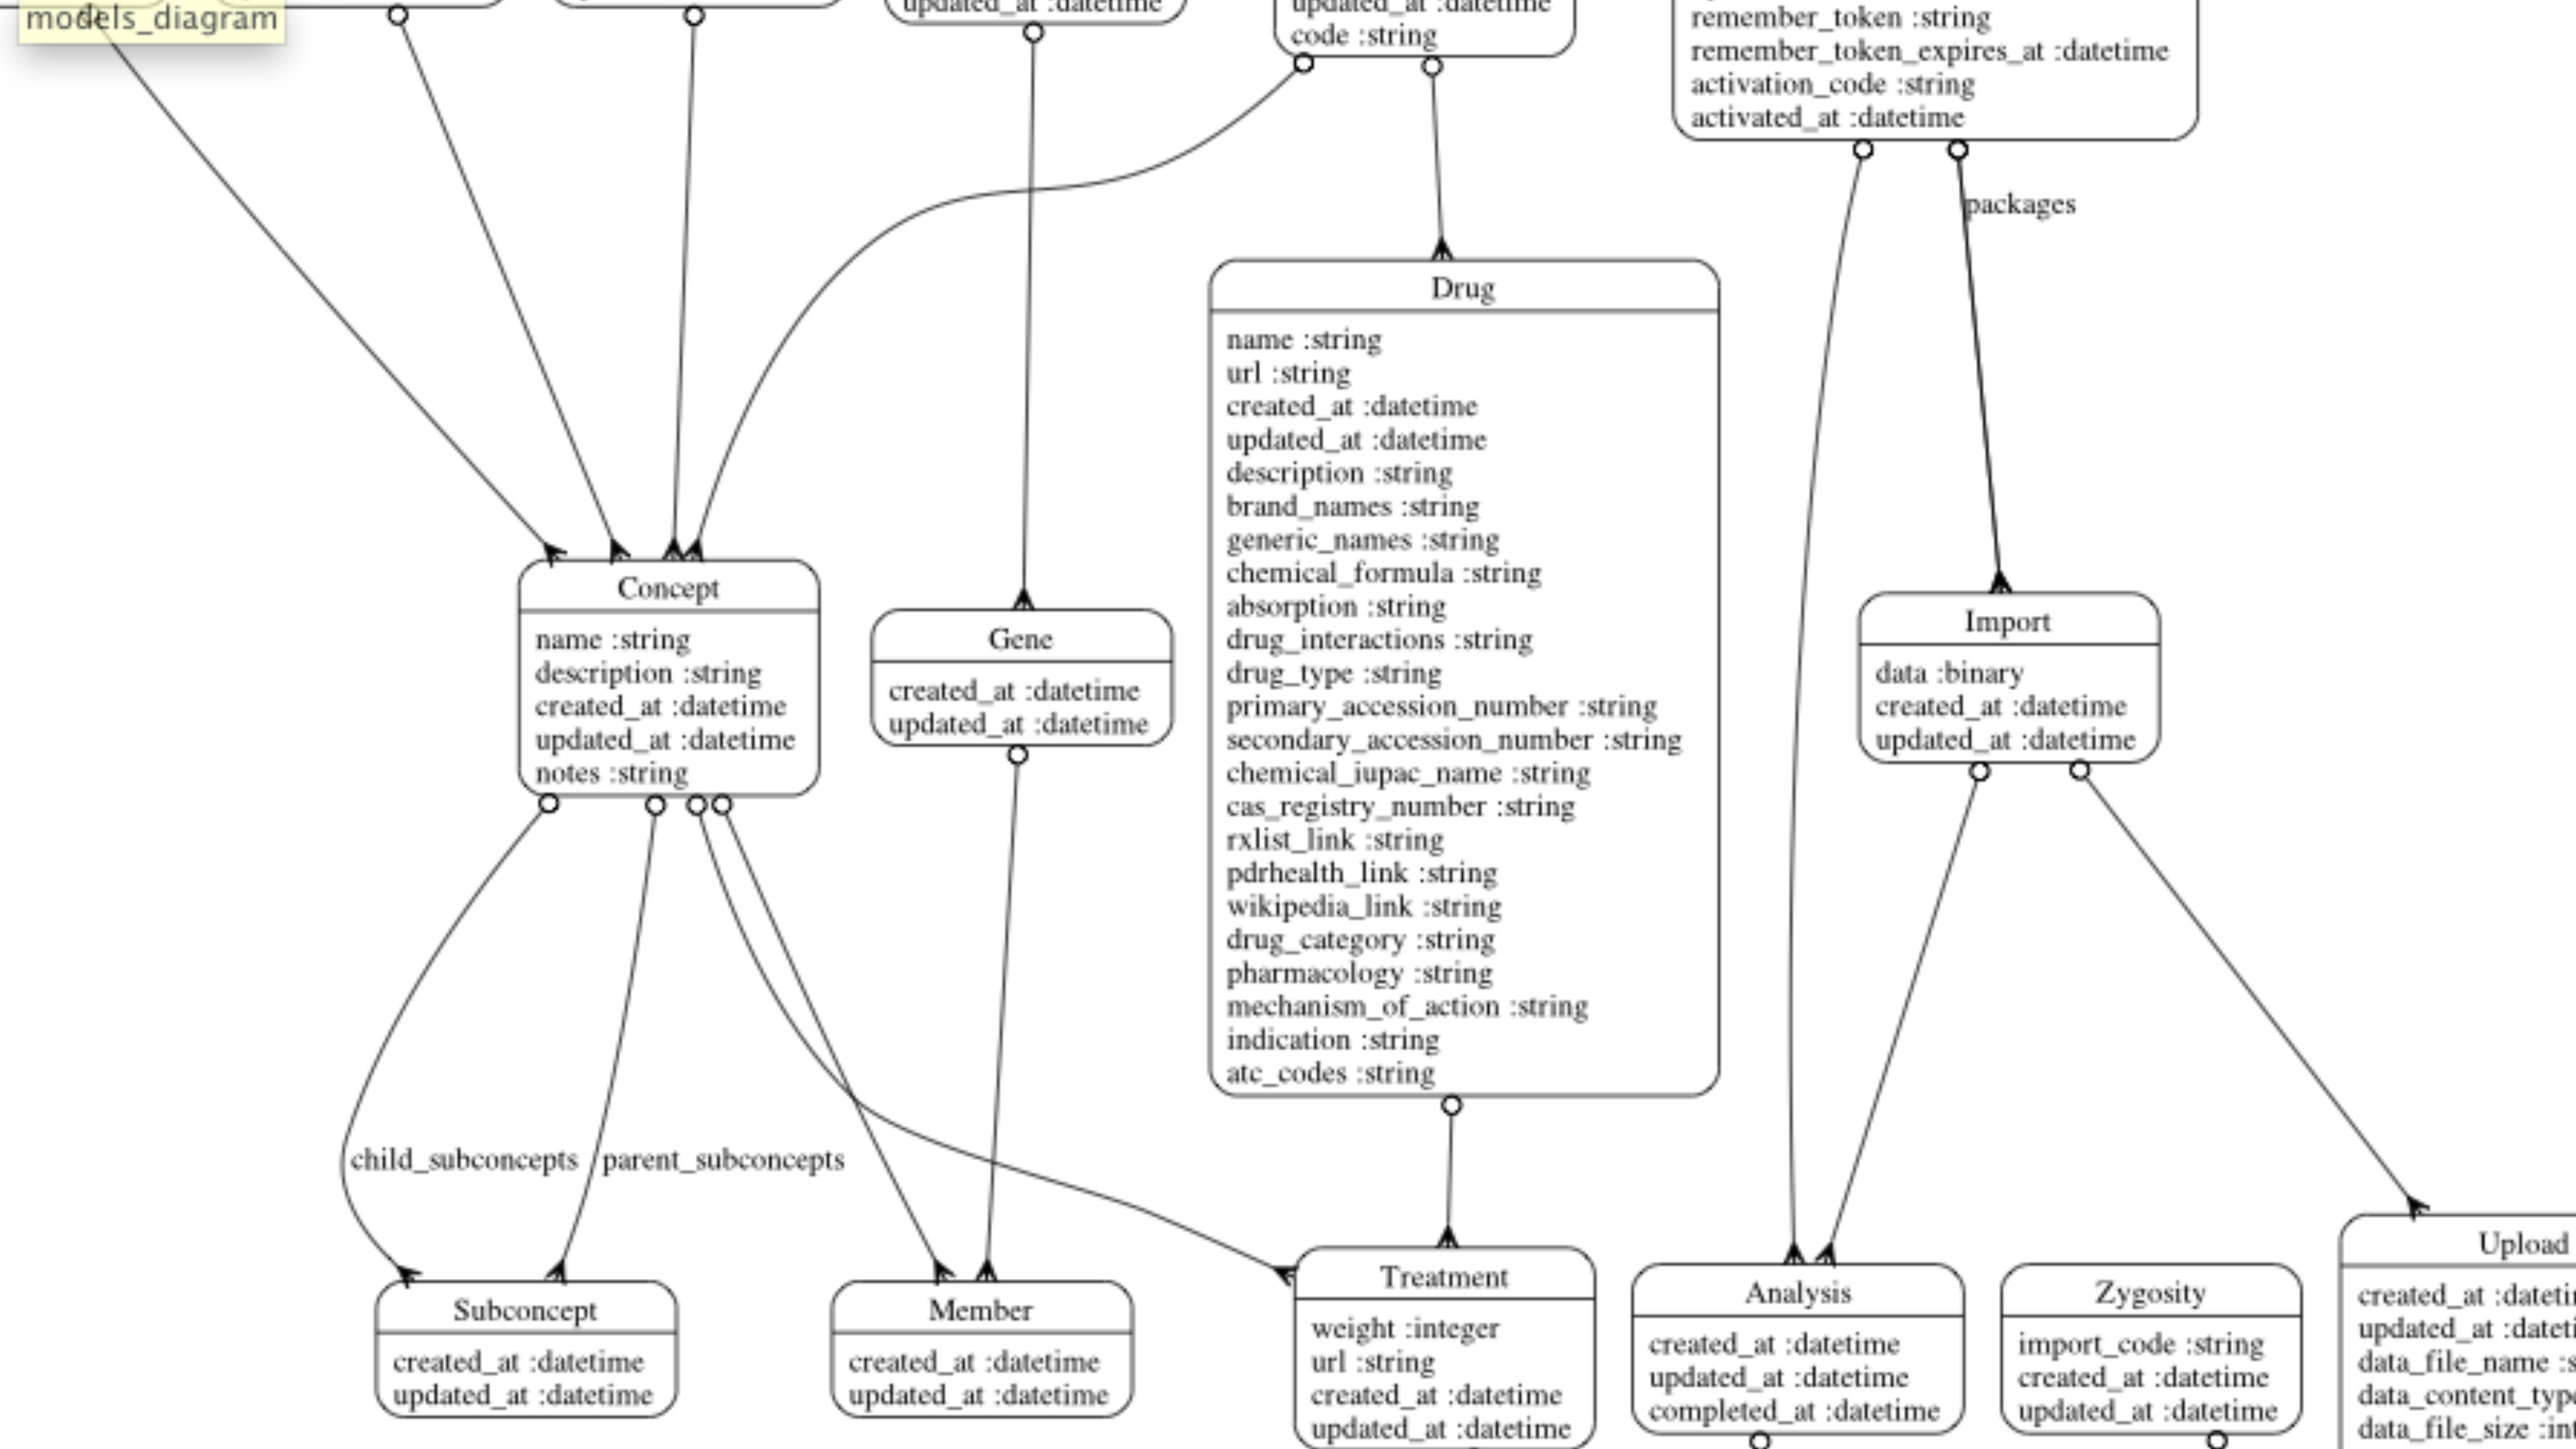 models_diagram
updated_at :datetime
updated_at :datetime
code :string
remember_token :string
remember_token_expires_at :datetime
activation_code :string
activated_at :datetime
packages
Drug
name :string
url :string
created_at :datetime
updated_at :datetime
description :string
brand_names :string
generic_names :string
chemical_formula :string
absorption :string
drug_interactions :string
drug_type :string
primary_accession_number :string
secondary_accession_number :string
chemical_iupac_name :string
cas_registry_number :string
rxlist_link :string
pdrhealth_link :string
wikipedia_link :string
drug_category :string
pharmacology :string
mechanism_of_action :string
indication :string
atc_codes :string
Concept
name :string
description :string
created_at :datetime
updated_at :datetime
notes :string
Gene
created_at :datetime
updated_at :datetime
Import
data :binary
created_at :datetime
updated_at :datetime
child_subconcepts
parent_subconcepts
Subconcept
created_at :datetime
updated_at :datetime
Member
created_at :datetime
updated_at :datetime
Treatment
weight :integer
url :string
created_at :datetime
updated_at :datetime
Analysis
created_at :datetime
updated_at :datetime
completed_at :datetime
Zygosity
import_code :string
created_at :datetime
updated_at :datetime
Upload
created_at
updated_at
data_file_name
data_content_type
data_file_size